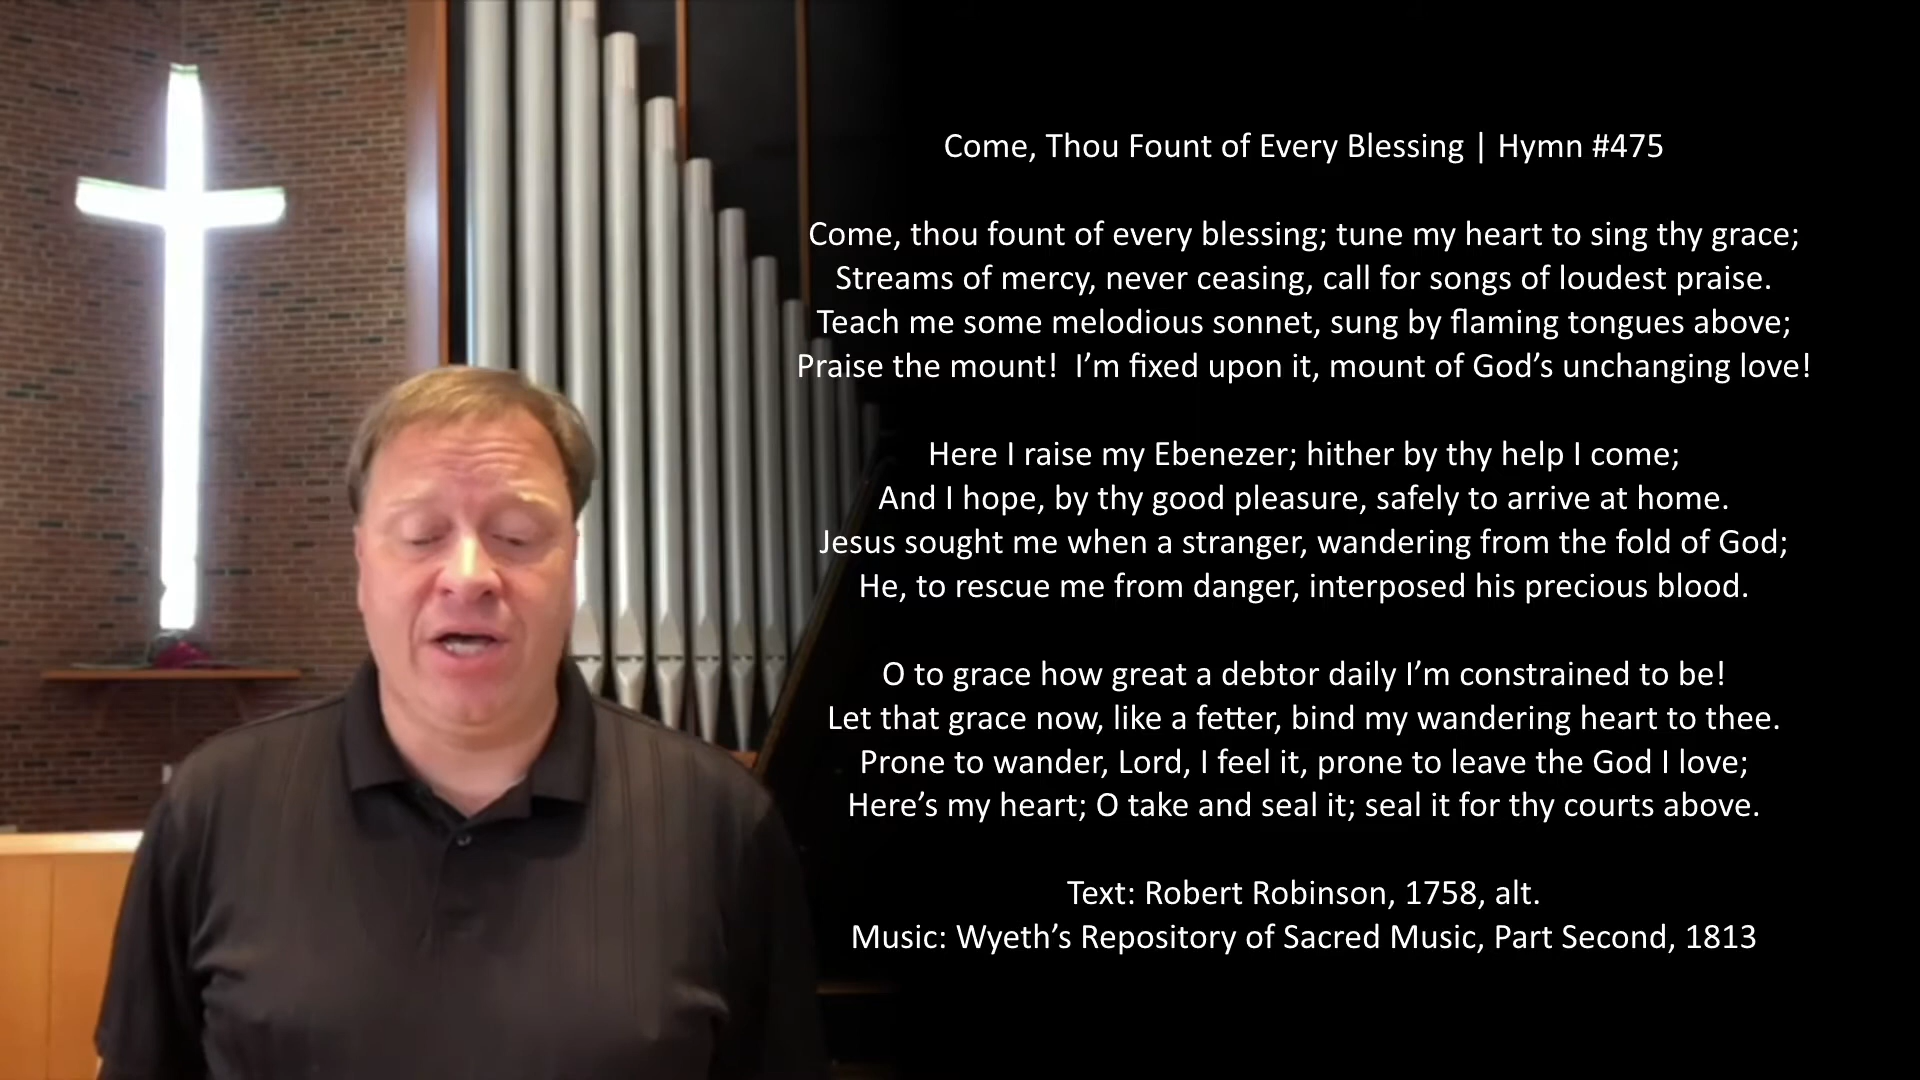 Come, Thou Fount of Every Blessing | Hymn #475
Come, thou fount of every blessing; tune my heart to sing thy grace;
Streams of mercy, never ceasing, call for songs of loudest praise.
Teach me some melodious sonnet, sung by flaming tongues above;
Praise the mount!  I’m fixed upon it, mount of God’s unchanging love!
Here I raise my Ebenezer; hither by thy help I come;
And I hope, by thy good pleasure, safely to arrive at home.
Jesus sought me when a stranger, wandering from the fold of God;
He, to rescue me from danger, interposed his precious blood.
O to grace how great a debtor daily I’m constrained to be!
Let that grace now, like a fetter, bind my wandering heart to thee.
Prone to wander, Lord, I feel it, prone to leave the God I love;
Here’s my heart; O take and seal it; seal it for thy courts above.
Text: Robert Robinson, 1758, alt.
Music: Wyeth’s Repository of Sacred Music, Part Second, 1813